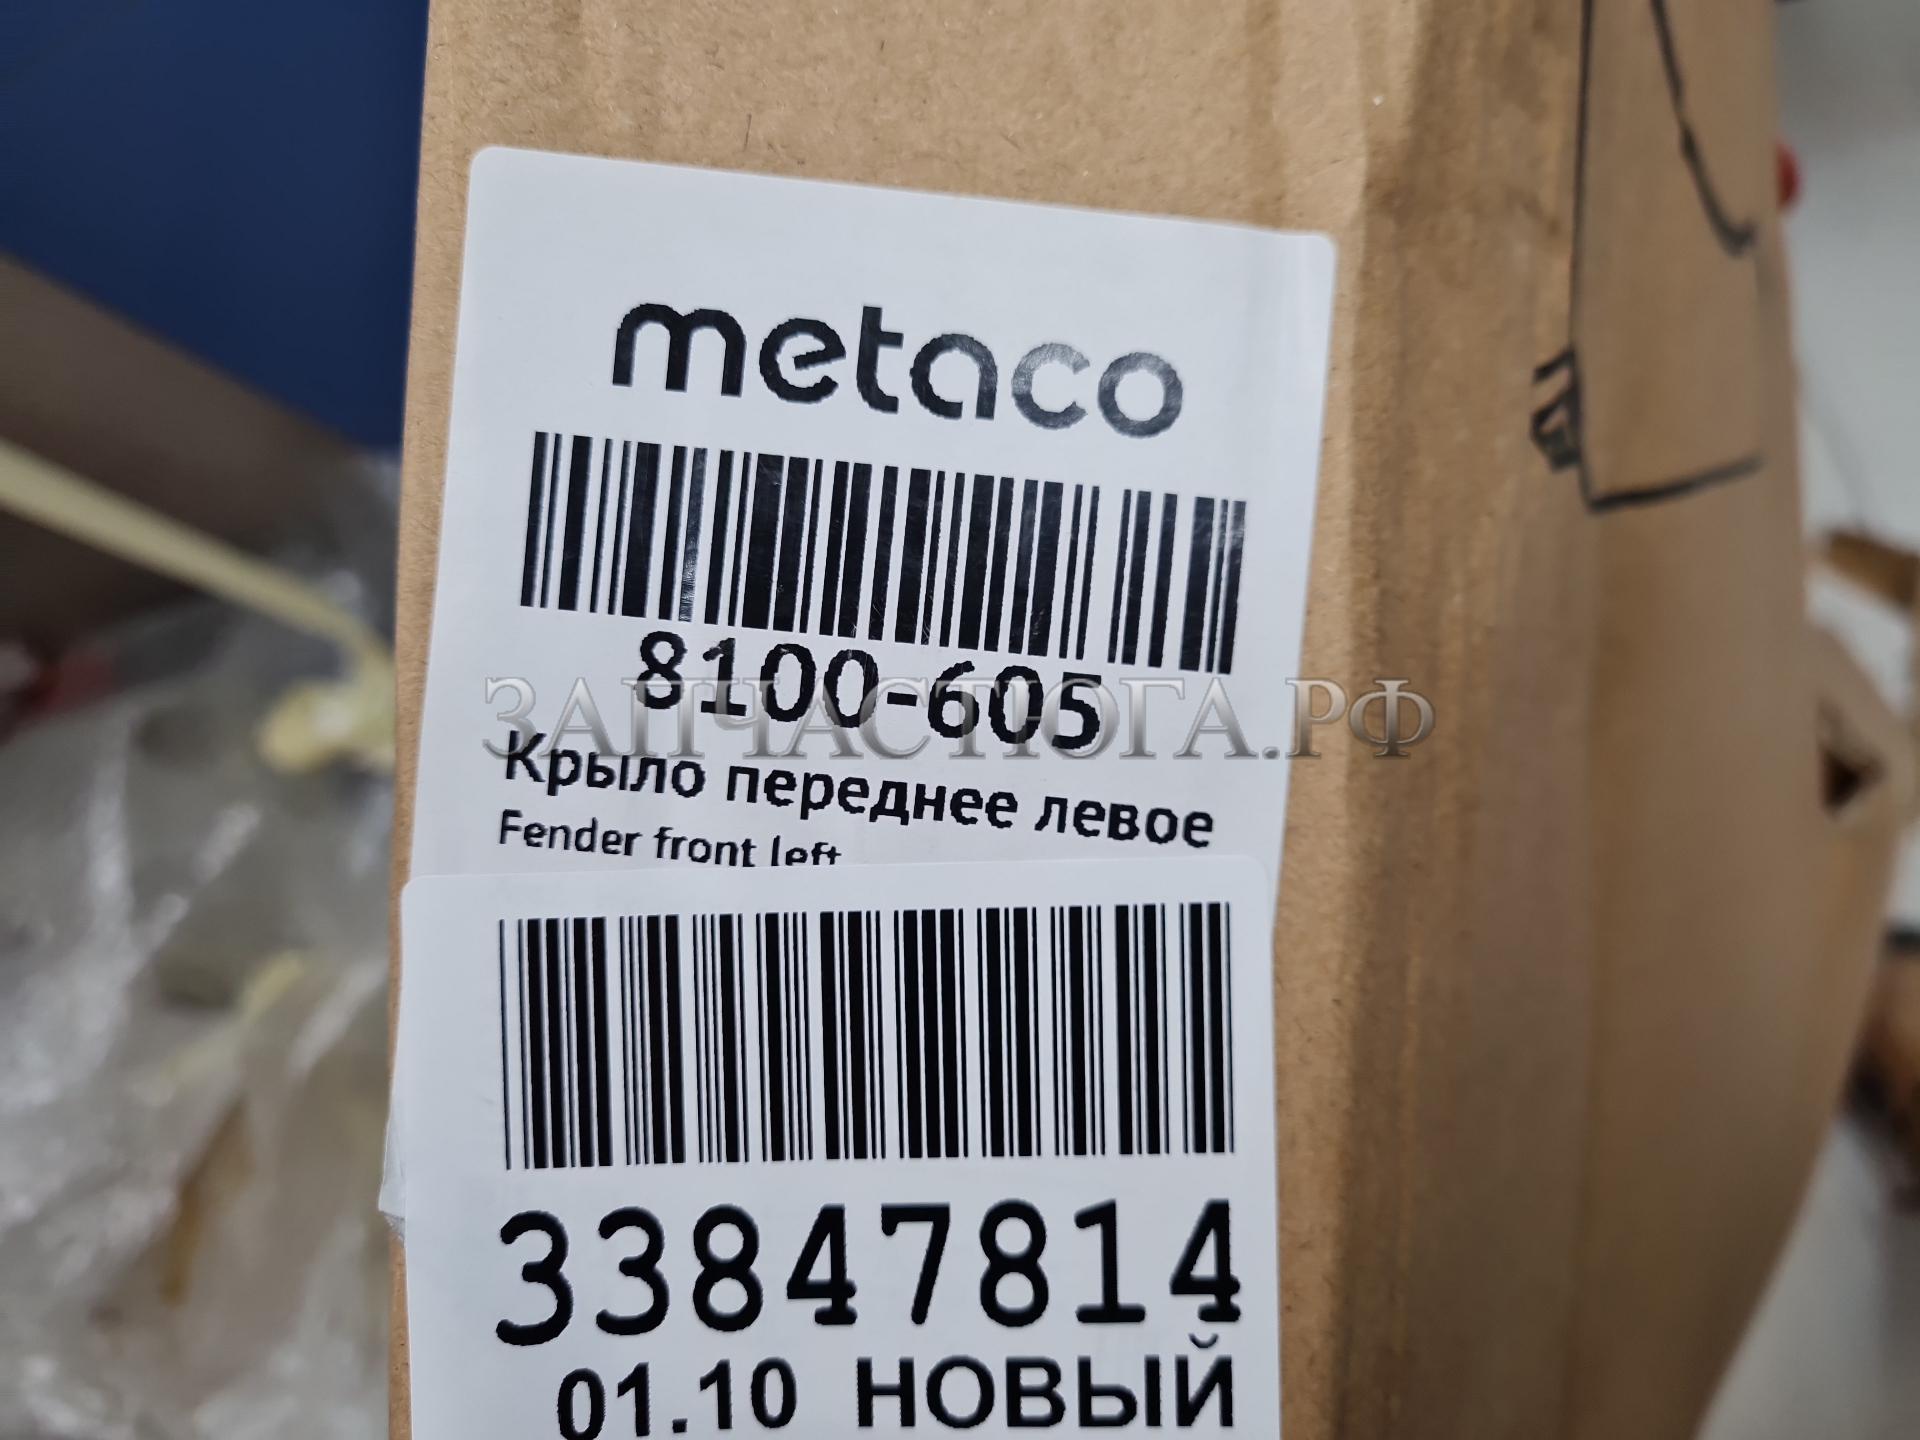 metaco
8100-605
ЗАПЧАСТЮГА.РФ
Крыло переднее левое
Fender front left
33847814
01.10 НОВЫЙ